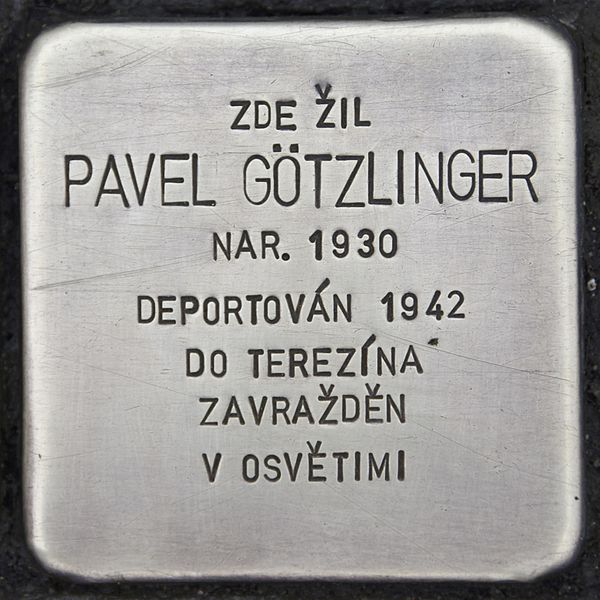 ZDE ŽIL
PAVEL GÖTZLINGER
NAR. 1930
DEPORTOVÁN 1942
DO TEREZÍNA
ZAVRAŽDĚN
V OSVĚTIMI